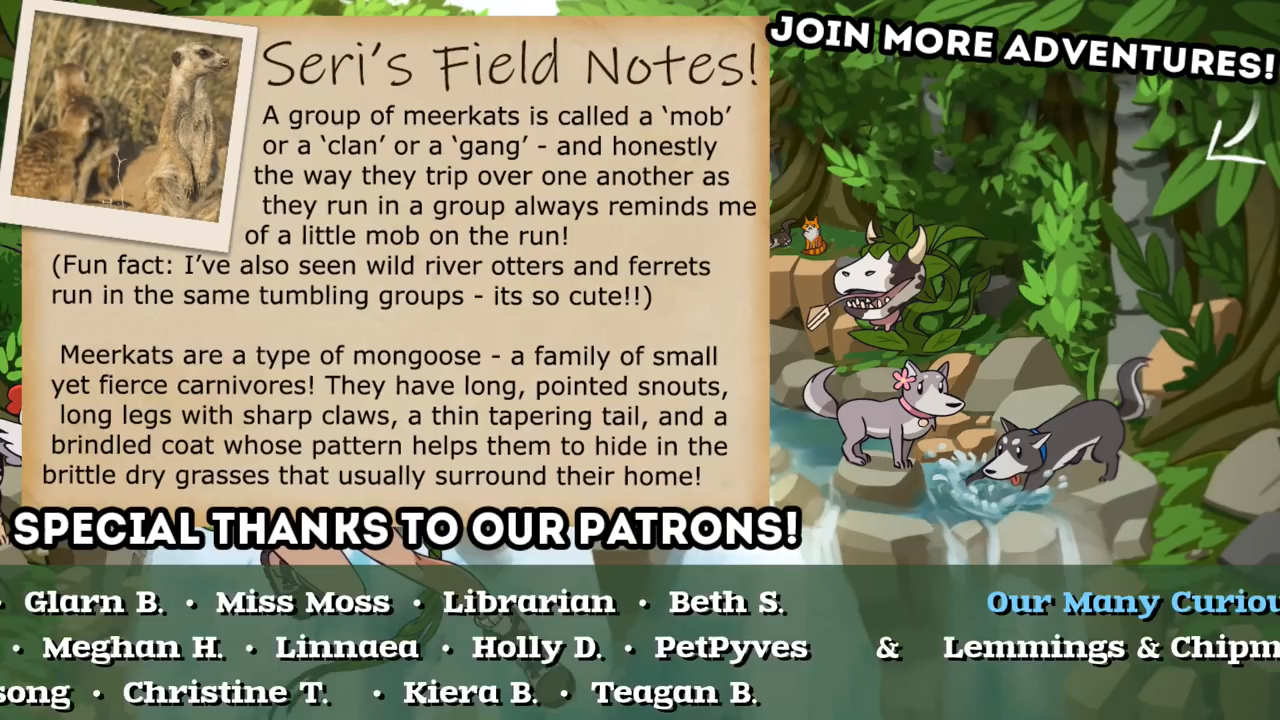 Seri's Field Notes!
A group of meerkats is called a ‘mob’
or a ‘clan’ or a ‘gang’ - and honestly
the way they trip over one another as
they run in a group always reminds me
of a little mob on the run!
(Fun fact: I’ve also seen wild river otters and ferrets
run in the same tumbling groups - its so cute!!)
Meerkats are a type of mongoose - a family of small
yet fierce carnivores! They have long, pointed snouts,
long legs with sharp claws, a thin tapering tail, and a
brindled coat whose pattern helps them to hide in the
brittle dry grasses that usually surround their home!
JOIN MORE ADVENTURES!
SPECIAL THANKS TO OUR PATRONS!
· Glarn B. · Miss Moss · Librarian · Beth S.
· Meghan H. · Linnaea · Holly D. · PetPyves
song · Christine T. · Kiera B. · Teagan B.
Our Many Curiou
& Lemmings & Chipm